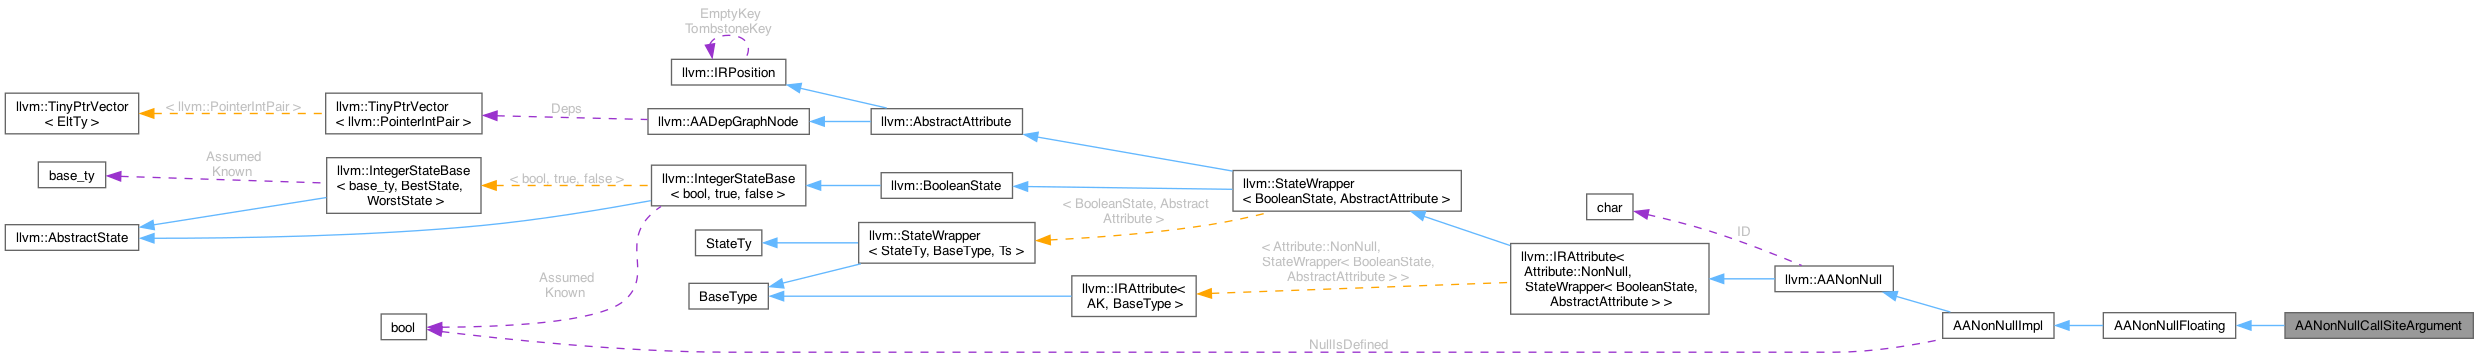 EmptyKey
TombstoneKey
llvm::IRPosition
llvm::TinyPtrVector
< EltTy >
< llvm::PointerIntPair >
llvm::TinyPtrVector
< llvm::PointerIntPair >
Deps
llvm::AADepGraphNode
llvm::AbstractAttribute
base_ty
Assumed
Known
llvm::IntegerStateBase
< base_ty, BestState,
WorstState >
< bool, true, false >
llvm::IntegerStateBase
< bool, true, false >
llvm::BooleanState
llvm::StateWrapper
< BooleanState, AbstractAttribute >
llvm::AbstractState
< BooleanState, Abstract
Attribute >
char
ID
StateTy
llvm::StateWrapper
< StateTy, BaseType, Ts >
< Attribute::NonNull,
StateWrapper< BooleanState,
AbstractAttribute > >
llvm::IRAttribute<
Attribute::NonNull,
StateWrapper< BooleanState,
AbstractAttribute > >
llvm::AANonNull
Assumed
Known
BaseType
llvm::IRAttribute<
AK, BaseType >
bool
NullIsDefined
AANonNullImpl
AANonNullFloating
AANonNullCallSiteArgument